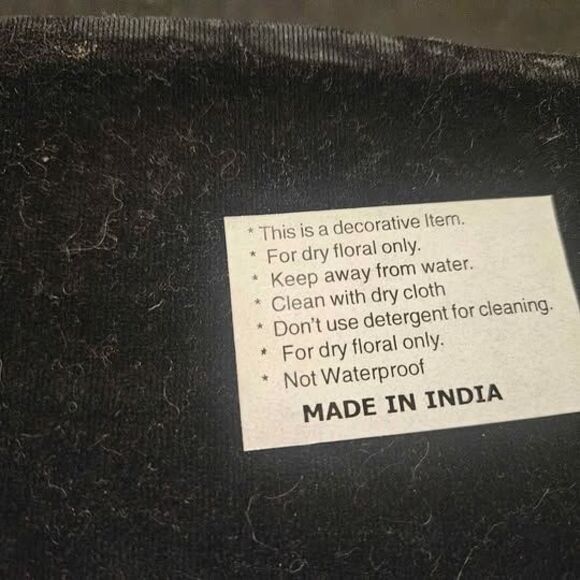 * This is a decorative Item.
* For dry floral only.
* Keep away from water.
* Clean with dry cloth
* Don't use detergent for cleaning.
* For dry floral only.
* Not Waterproof
MADE IN INDIA